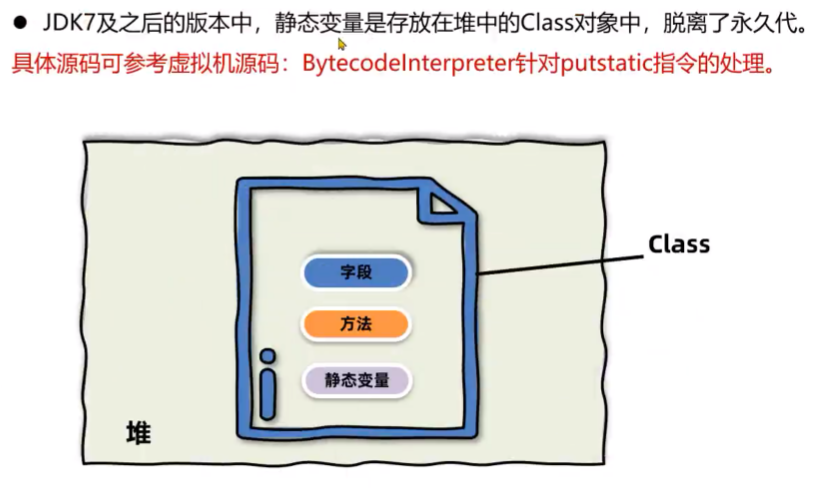 ● JDK7及之后的版本中，静态变量是存放在堆中的Class对象中，脱离了永久代。
具体源码可参考虚拟机源码：BytecodeInterpreter针对putstatic指令的处理。
Class
字段
方法
静态变量
堆